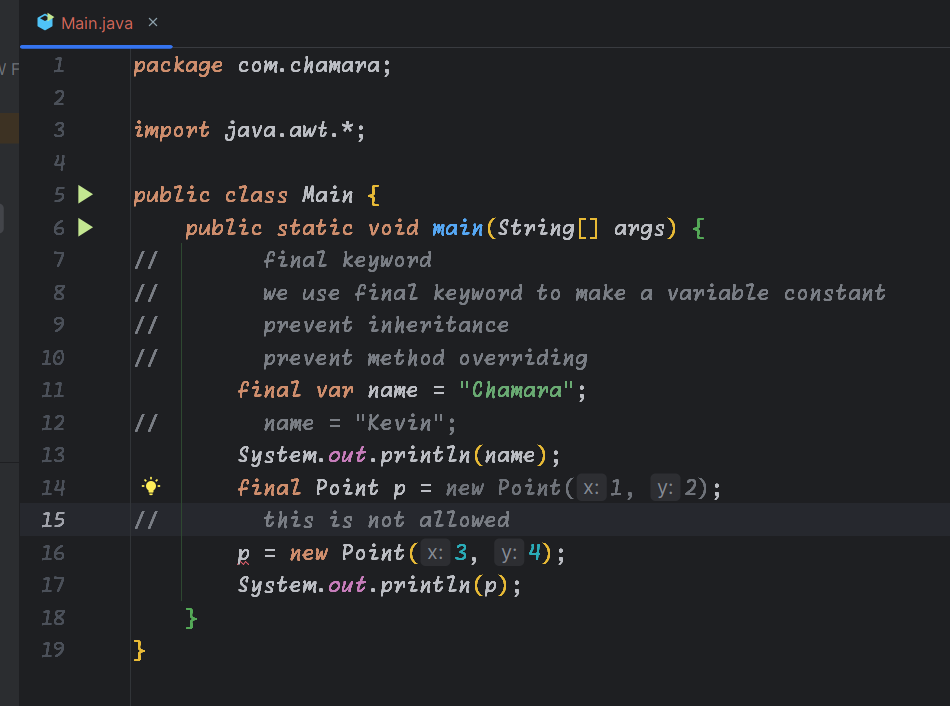 Main.java ×
W F
1 package com.chamara;
2
3 import java.awt.*;
4
5 public class Main {
6 public static void main(String[] args) {
7 // final keyword
8 // we use final keyword to make a variable constant
9 // prevent inheritance
10 // prevent method overriding
11 final var name = "Chamara";
12 // name = "Kevin";
13 System.out.println(name);
14 final Point p = new Point( x: 1, y: 2);
15 // this is not allowed
16 p = new Point( x: 3, y: 4);
17 System.out.println(p);
18 }
19 }